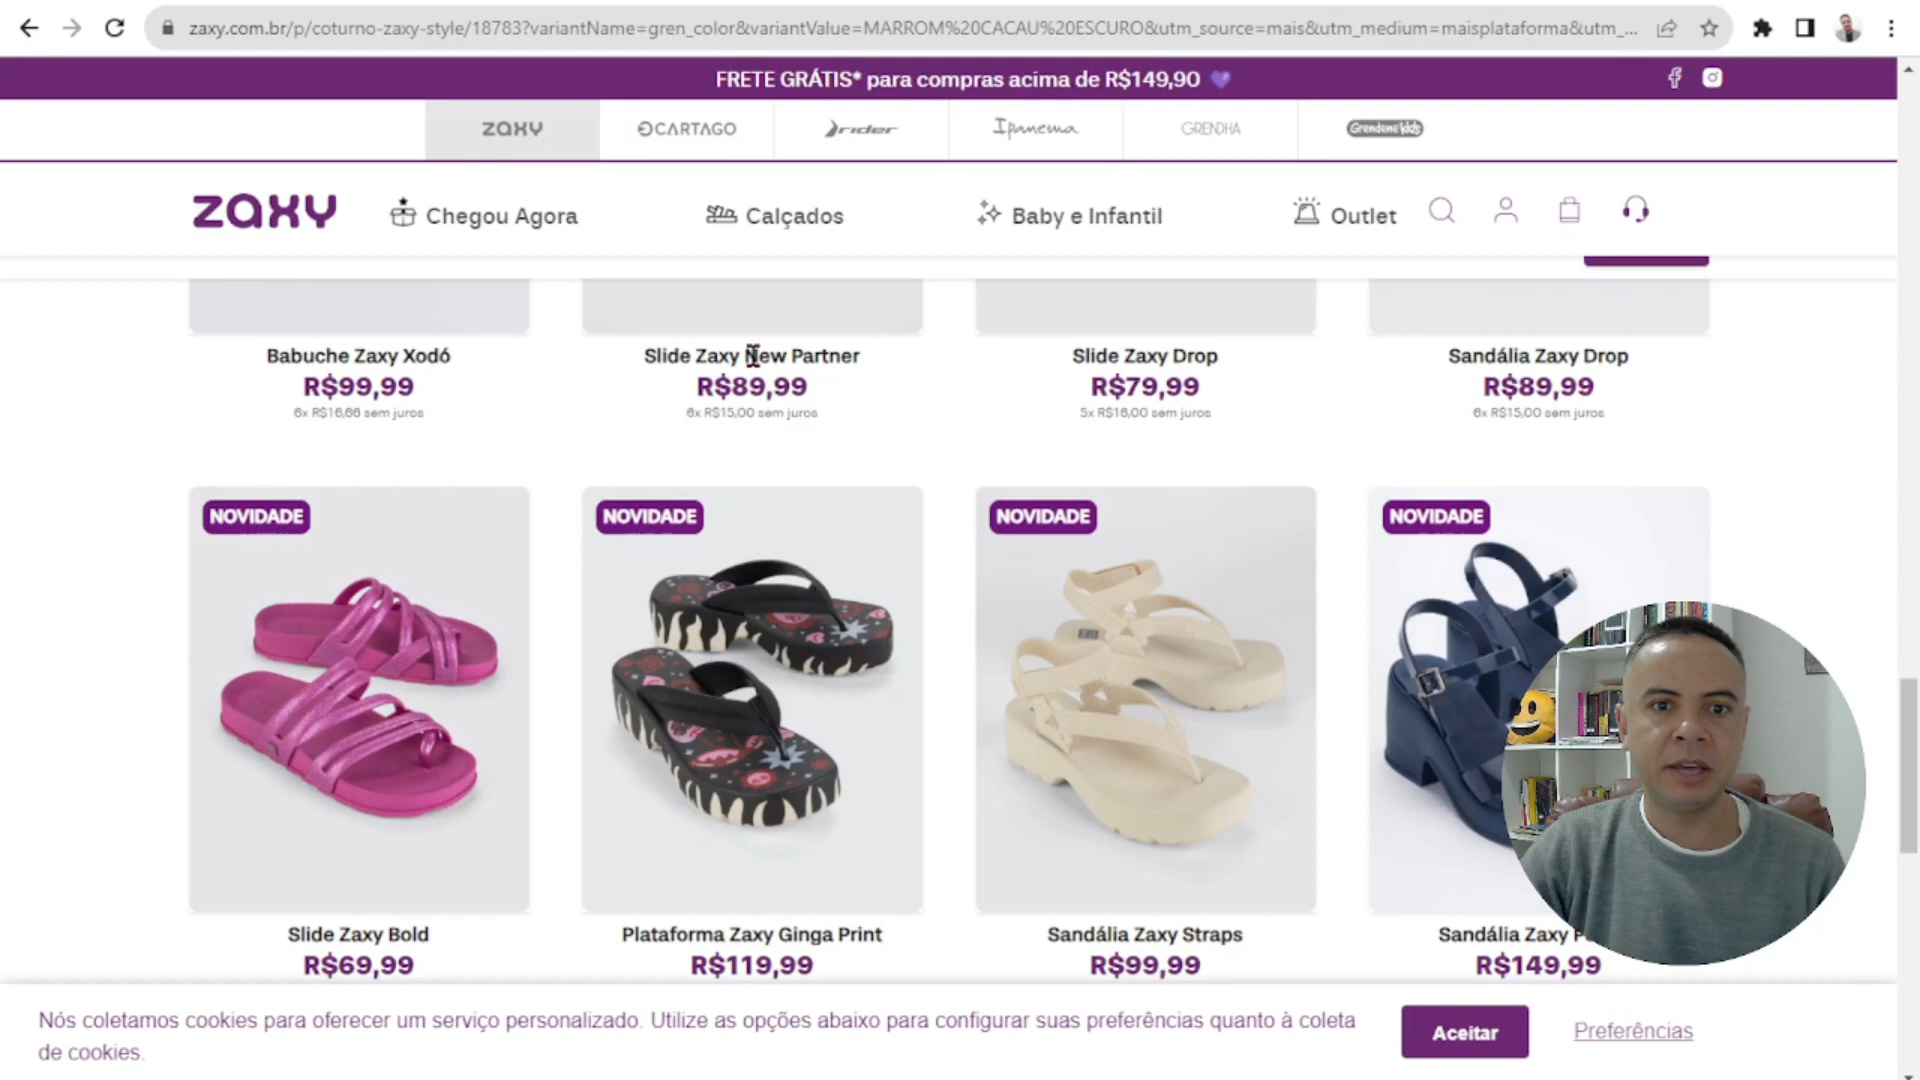 zaxy.com.br/p/coturno-zaxy-style/18783?variantName=gren_color&variantValue=MARROM%20CACAU%20ESCURO&utm_source=mais&utm_medium=maisplataforma&utm_...
FRETE GRÁTIS* para compras acima de R$149,90 💜
zaxy
CARTAGO
rider
Ipanema
GRENDHA
Grendene kids
zaxy
Chegou Agora
Calçados
Baby e Infantil
Outlet
Babuche Zaxy Xodó
R$99,99
6x R$16,66 sem juros
Slide Zaxy New Partner
R$89,99
6x R$15,00 sem juros
Slide Zaxy Drop
R$79,99
5x R$16,00 sem juros
Sandália Zaxy Drop
R$89,99
6x R$15,00 sem juros
NOVIDADE
NOVIDADE
NOVIDADE
NOVIDADE
Slide Zaxy Bold
R$69,99
Plataforma Zaxy Ginga Print
R$119,99
Sandália Zaxy Straps
R$99,99
Sandália Zaxy
R$149,99
Nós coletamos cookies para oferecer um serviço personalizado. Utilize as opções abaixo para configurar suas preferências quanto à coleta
de cookies.
Aceitar
Preferências